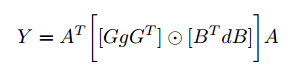 Y = A^T [[GgG^T] ⊙ [B^T dB]] A